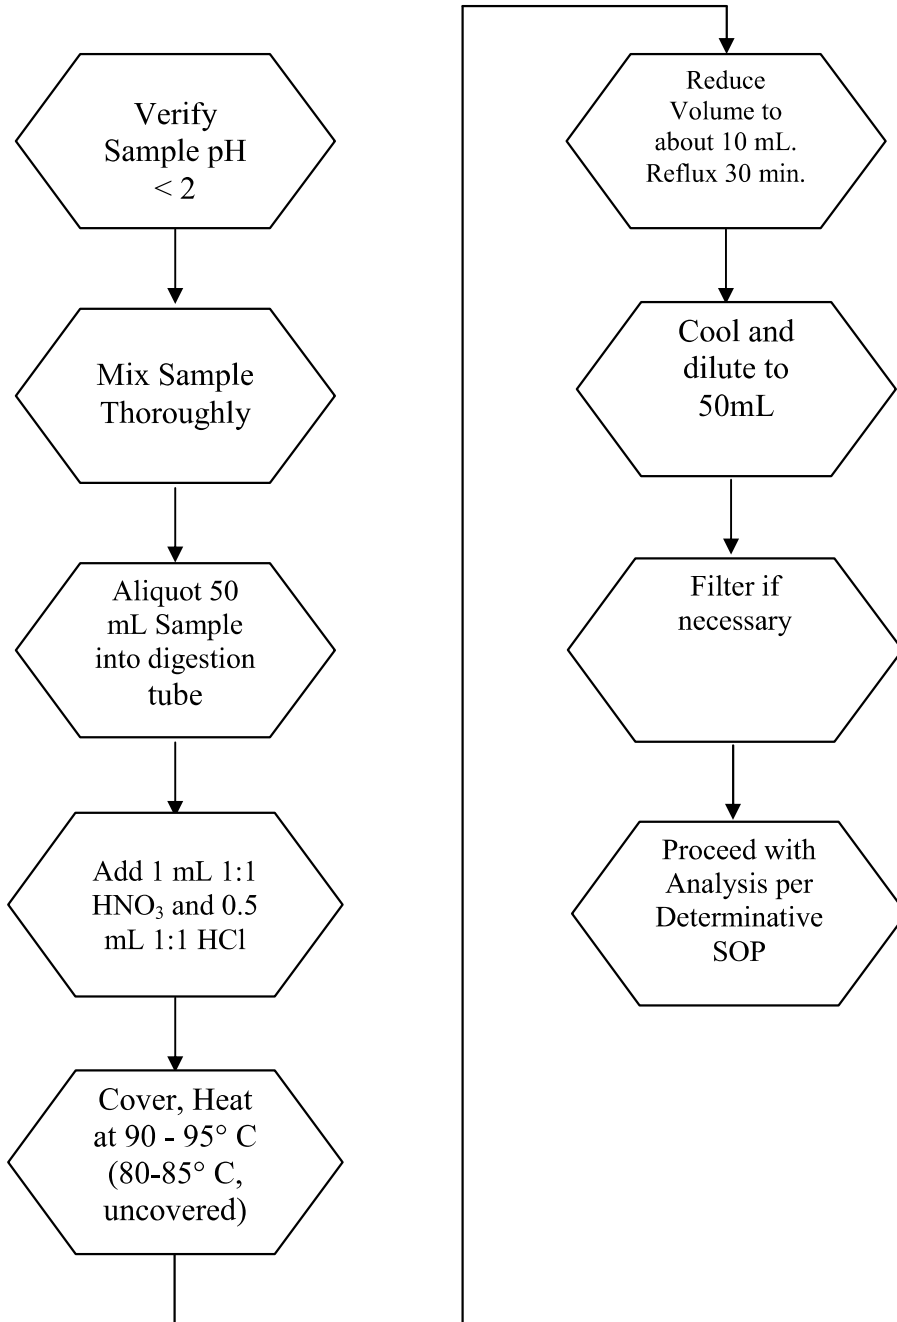 Verify
Sample pH
< 2
Mix Sample
Thoroughly
Aliquot 50
mL Sample
into digestion
tube
Add 1 mL 1:1
HNO₃ and 0.5
mL 1:1 HCl
Cover, Heat
at 90 - 95° C
(80-85° C,
uncovered)
Reduce
Volume to
about 10 mL.
Reflux 30 min.
Cool and
dilute to
50mL
Filter if
necessary
Proceed with
Analysis per
Determinative
SOP